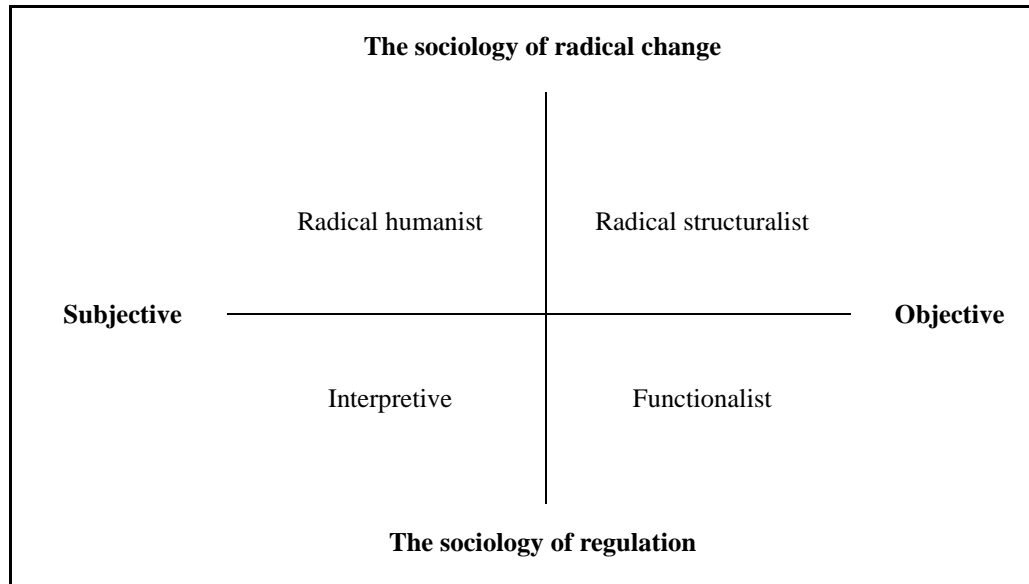 The sociology of radical change
Radical humanist
Radical structuralist
Subjective
Objective
Interpretive
Functionalist
The sociology of regulation